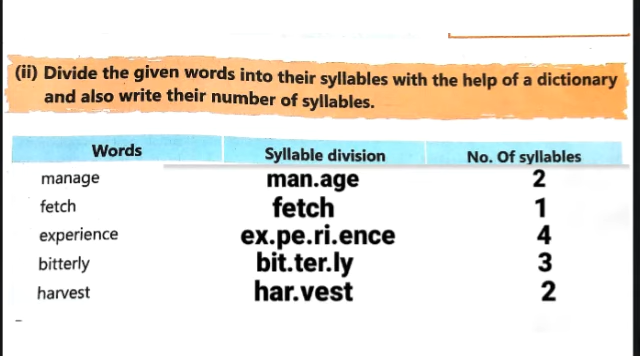 (ii) Divide the given words into their syllables with the help of a dictionary
and also write their number of syllables.
Words Syllable division No. Of syllables
manage man.age 2
fetch fetch 1
experience ex.pe.ri.ence 4
bitterly bit.ter.ly 3
harvest har.vest 2